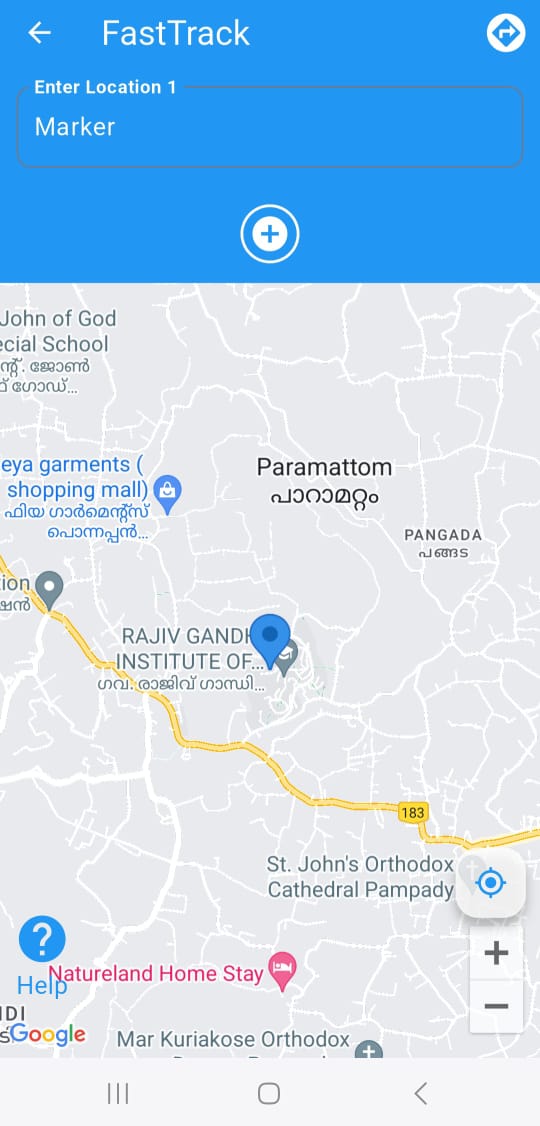 FastTrack
Enter Location 1
Marker
John of God
ecial School
ന്റ്. ജോൺ
ഗോഡ്...
Paramattom
പാറാമറ്റം
eya garments (
shopping mall)
ഫിയ ഗാർമെന്റ്സ്
പൊന്നപ്പൻ...
PANGADA
പങ്ങട
tion
ഷൻ
RAJIV GANDH
INSTITUTE OF...
ഗവ. രാജിവ് ഗാന്ധി...
183
St. John's Orthodox
Cathedral Pampady
Natureland Home Stay
Help
NDI
Google
Mar Kuriakose Orthodox